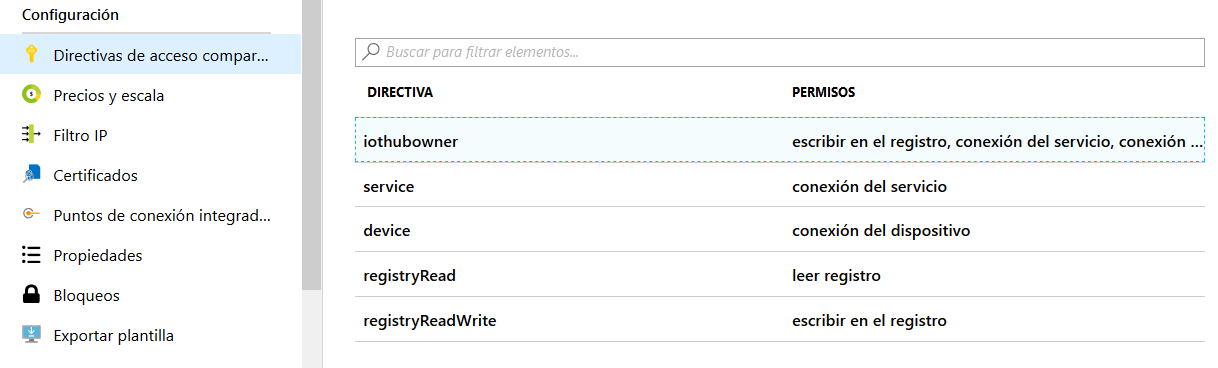 Configuración
Directivas de acceso compar...
Precios y escala
Filtro IP
Certificados
Puntos de conexión integrad...
Propiedades
Bloqueos
Exportar plantilla
Buscar para filtrar elementos...
DIRECTIVA PERMISOS
iothubowner escribir en el registro, conexión del servicio, conexión ...
service conexión del servicio
device conexión del dispositivo
registryRead leer registro
registryReadWrite escribir en el registro